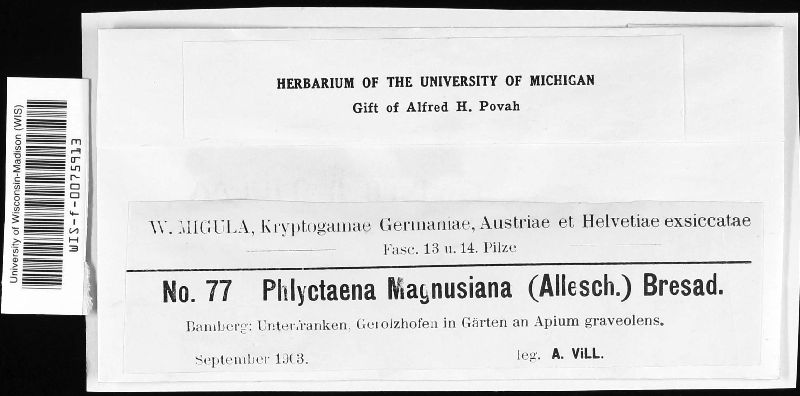 HERBARIUM OF THE UNIVERSITY OF MICHIGAN
Gift of Alfred H. Povah
University of Wisconsin-Madison (WIS)
WIS-f-0075913
W. MIGULA, Kryptogamae Germaniae, Austriae et Helvetiae exsiccatae
Fasc. 13 u. 14. Pilze
No. 77 Phlyctaena Magnusiana (Allesch.) Bresad.
Bamberg: Unterfranken, Gerolzhofen in Gärten an Apium graveolens.
September 1903. leg. A. ViLL.